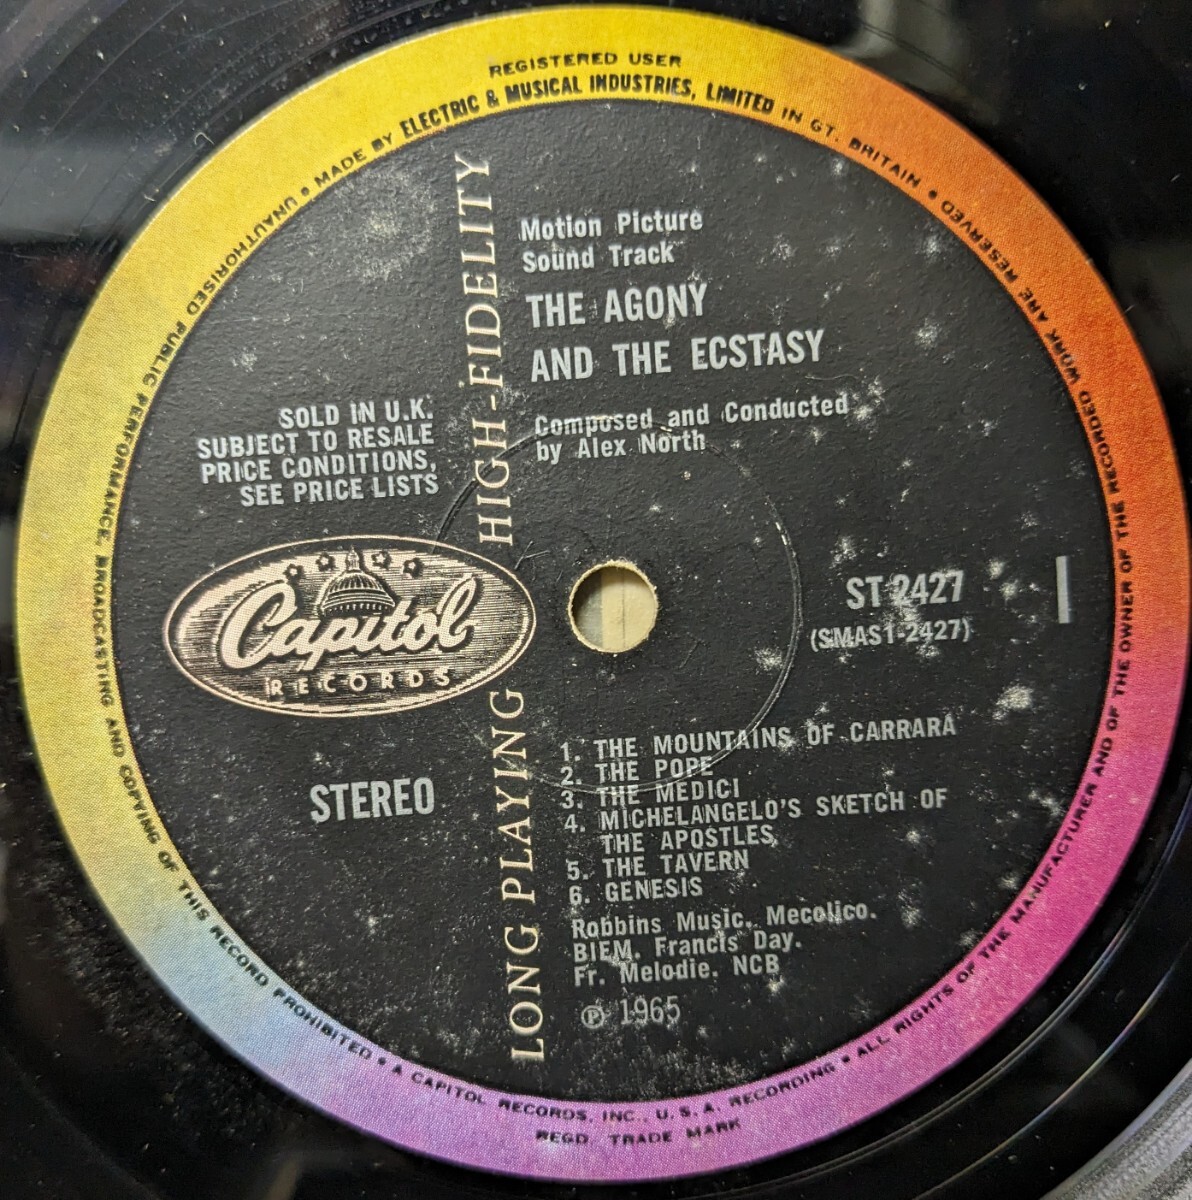 REGISTERED USER
UNAUTHORISED PUBLIC PERFORMANCE, BROADCASTING AND COPYING OF THIS RECORD PROHIBITED • MADE BY ELECTRIC & MUSICAL INDUSTRIES, LIMITED IN GT. BRITAIN • ALL RIGHTS OF THE MANUFACTURER AND OF THE OWNER OF THE RECORDED WORK ARE RESERVED •
A CAPITOL RECORDS, INC., U.S.A. RECORDING •
REGD. TRADE MARK
LONG PLAYING HIGH-FIDELITY
Motion Picture
Sound Track
THE AGONY
AND THE ECSTASY
Composed and Conducted
by Alex North
SOLD IN U.K.
SUBJECT TO RESALE
PRICE CONDITIONS,
SEE PRICE LISTS
Capitol
RECORDS
ST 2427
(SMAS1-2427)
1
STEREO
1. THE MOUNTAINS OF CARRARA
2. THE POPE
3. THE MEDICI
4. MICHELANGELO'S SKETCH OF
THE APOSTLES,
5. THE TAVERN
6. GENESIS
Robbins Music. Mecolico.
BIEM. Francis Day.
Fr. Melodie. NCB
℗ 1965